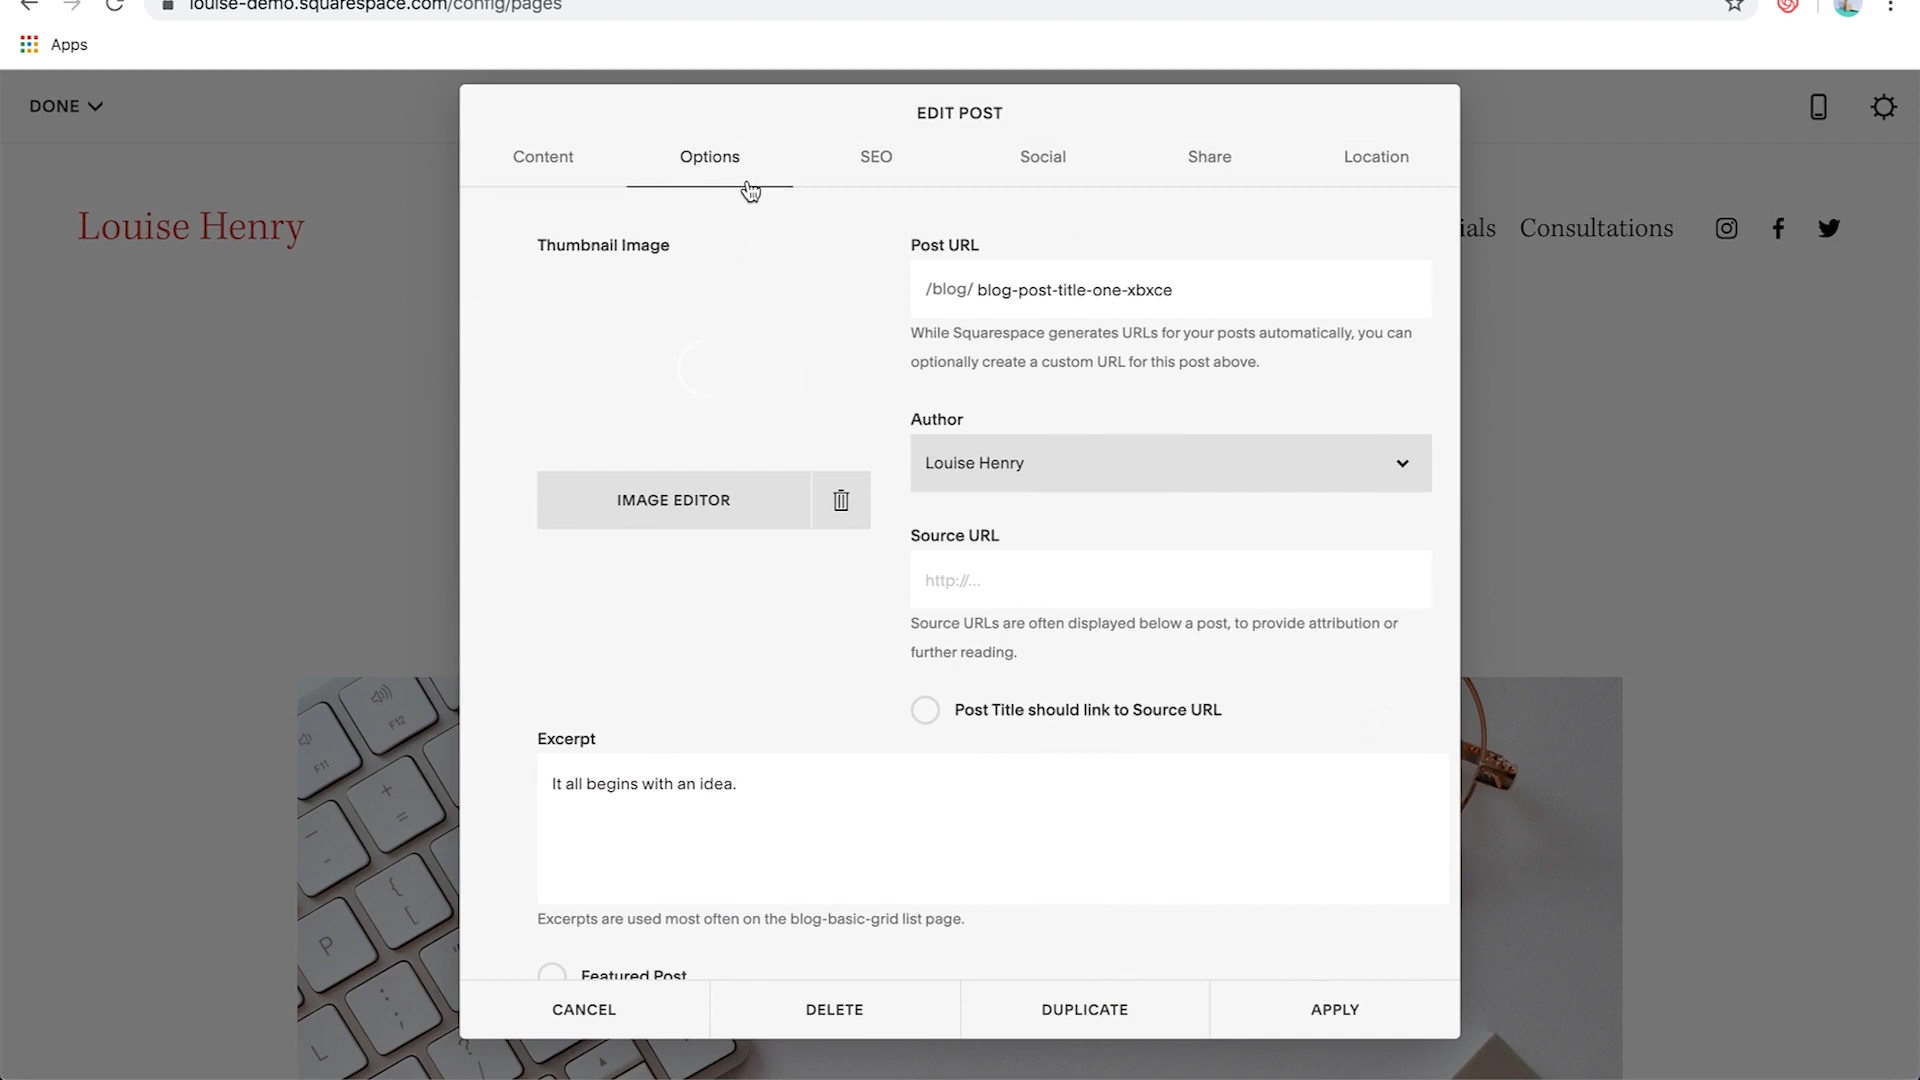 louise-demo.squarespace.com/config/pages
Apps
DONE
EDIT POST
Content
Options
SEO
Social
Share
Location
Louise Henry
ials
Consultations
Thumbnail Image
IMAGE EDITOR
Post URL
/blog/ blog-post-title-one-xbxce
While Squarespace generates URLs for your posts automatically, you can
optionally create a custom URL for this post above.
Author
Louise Henry
Source URL
http://...
Source URLs are often displayed below a post, to provide attribution or
further reading.
Post Title should link to Source URL
Excerpt
It all begins with an idea.
Excerpts are used most often on the blog-basic-grid list page.
Featured Post
CANCEL
DELETE
DUPLICATE
APPLY
F12
F11
+
=
{
[
P
L